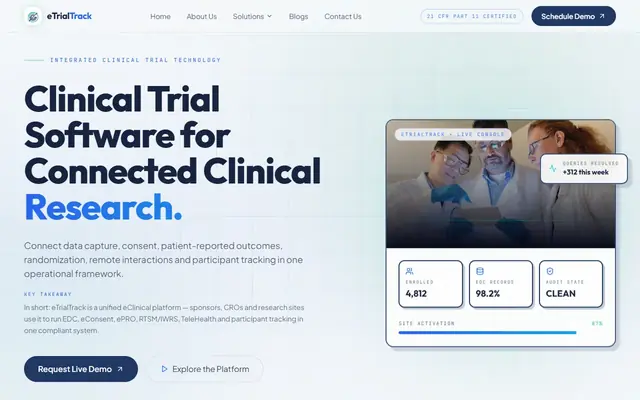 eTrialTrack
Home
About Us
Solutions
Blogs
Contact Us
21 CFR PART 11 CERTIFIED
Schedule Demo
INTEGRATED CLINICAL TRIAL TECHNOLOGY
Clinical Trial
Software for
Connected Clinical
Research.
Connect data capture, consent, patient-reported outcomes,
randomization, remote interactions and participant tracking in one
operational framework.
KEY TAKEAWAY
In short: eTrialTrack is a unified eClinical platform — sponsors, CROs and research sites
use it to run EDC, eConsent, ePRO, RTSM/IWRS, TeleHealth and participant tracking in
one compliant system.
Request Live Demo
Explore the Platform
ETRIALTRACK • LIVE CONSOLE
QUERIES RESOLVED
+312 this week
ENROLLED
4,812
EDC RECORDS
98.2%
AUDIT STATE
CLEAN
SITE ACTIVATION
87%